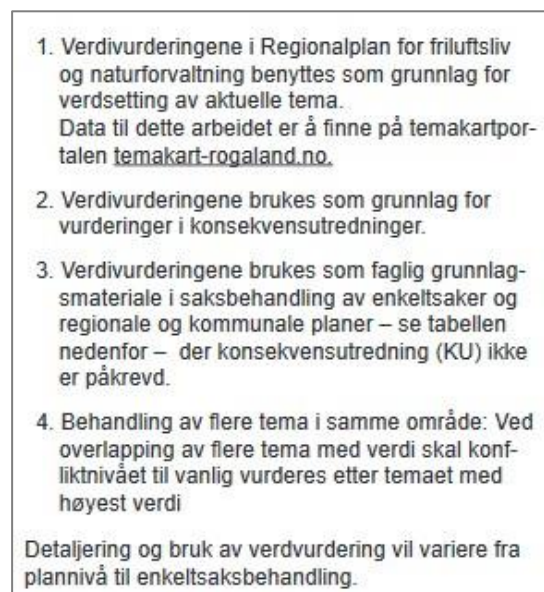 1. Verdivurderingene i Regionalplan for friluftsliv
og naturforvaltning benyttes som grunnlag for
verdsetting av aktuelle tema.
Data til dette arbeidet er å finne på temakartpor-
talen temakart-rogaland.no.
2. Verdivurderingene brukes som grunnlag for
vurderinger i konsekvensutredninger.
3. Verdivurderingene brukes som faglig grunnlag-
smateriale i saksbehandling av enkeltsaker og
regionale og kommunale planer – se tabellen
nedenfor – der konsekvensutredning (KU) ikke
er påkrevd.
4. Behandling av flere tema i samme område: Ved
overlapping av flere tema med verdi skal konf-
liktnivået til vanlig vurderes etter temaet med
høyest verdi
Detaljering og bruk av verdvurdering vil variere fra
plannivå til enkeltsaksbehandling.